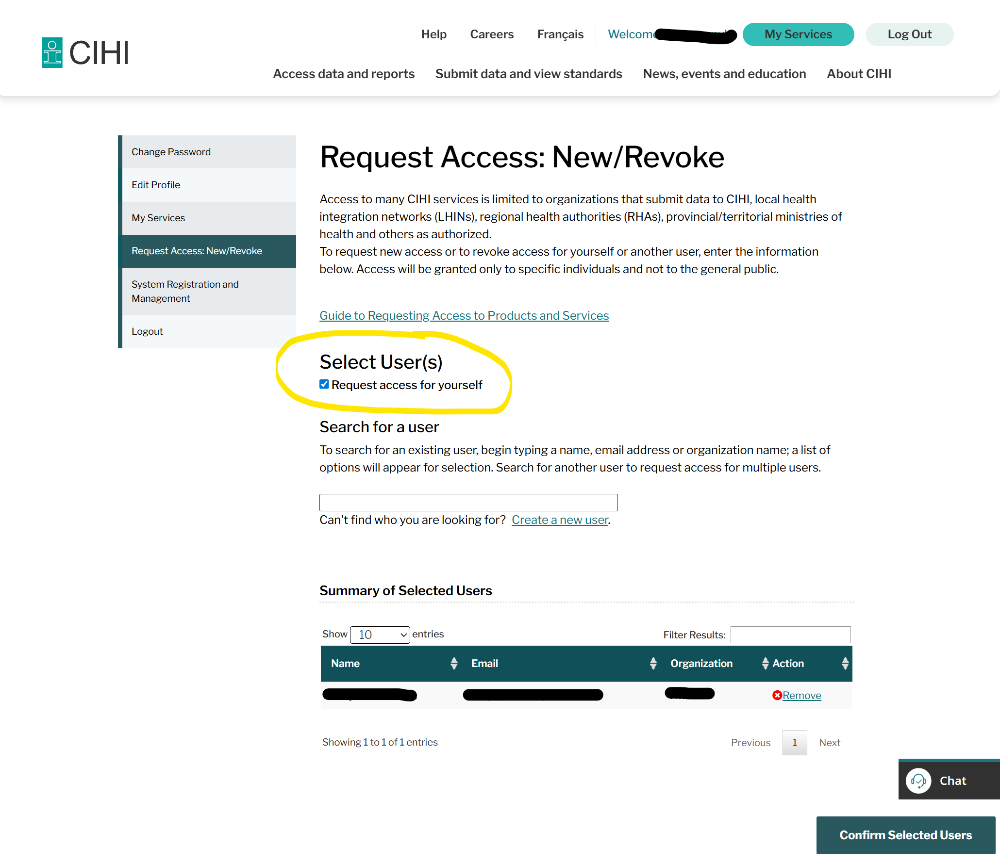 CIHI
Help Careers Français Welcome My Services Log Out
Access data and reports Submit data and view standards News, events and education About CIHI
Change Password
Edit Profile
My Services
Request Access: New/Revoke
System Registration and
Management
Logout
Request Access: New/Revoke
Access to many CIHI services is limited to organizations that submit data to CIHI, local health
integration networks (LHINs), regional health authorities (RHAs), provincial/territorial ministries of
health and others as authorized.
To request new access or to revoke access for yourself or another user, enter the information
below. Access will be granted only to specific individuals and not to the general public.
Guide to Requesting Access to Products and Services
Select User(s)
Request access for yourself
Search for a user
To search for an existing user, begin typing a name, email address or organization name; a list of
options will appear for selection. Search for another user to request access for multiple users.
Can't find who you are looking for? Create a new user.
Summary of Selected Users
Show 10 entries Filter Results:
Name Email Organization Action
Remove
Showing 1 to 1 of 1 entries Previous 1 Next
Chat
Confirm Selected Users